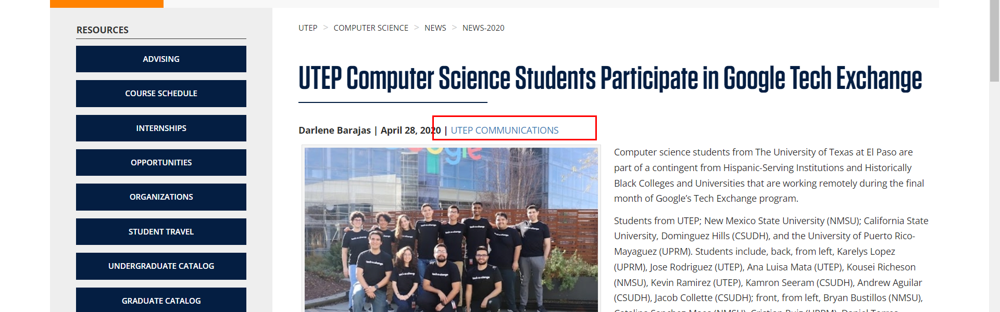 RESOURCES
ADVISING
COURSE SCHEDULE
INTERNSHIPS
OPPORTUNITIES
ORGANIZATIONS
STUDENT TRAVEL
UNDERGRADUATE CATALOG
GRADUATE CATALOG
UTEP > COMPUTER SCIENCE > NEWS > NEWS-2020
UTEP Computer Science Students Participate in Google Tech Exchange
Darlene Barajas | April 28, 2020 | UTEP COMMUNICATIONS
Computer science students from The University of Texas at El Paso are
part of a contingent from Hispanic-Serving Institutions and Historically
Black Colleges and Universities that are working remotely during the final
month of Google’s Tech Exchange program.
Students from UTEP; New Mexico State University (NMSU); California State
University, Dominguez Hills (CSUDH), and the University of Puerto Rico-
Mayaguez (UPRM). Students include, back, from left, Karelys Lopez
(UPRM), Jose Rodriguez (UTEP), Ana Luisa Mata (UTEP), Kousei Richeson
(NMSU), Kevin Ramirez (UTEP), Kamron Seeram (CSUDH), Andrew Aguilar
(CSUDH), Jacob Collette (CSUDH); front, from left, Bryan Bustillos (NMSU),